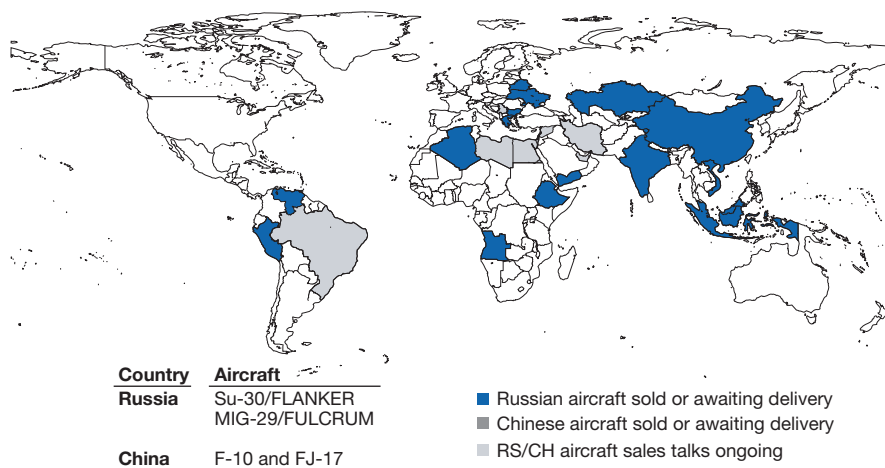 Country Aircraft
Russia Su-30/FLANKER
MIG-29/FULCRUM
China F-10 and FJ-17
Russian aircraft sold or awaiting delivery
Chinese aircraft sold or awaiting delivery
RS/CH aircraft sales talks ongoing